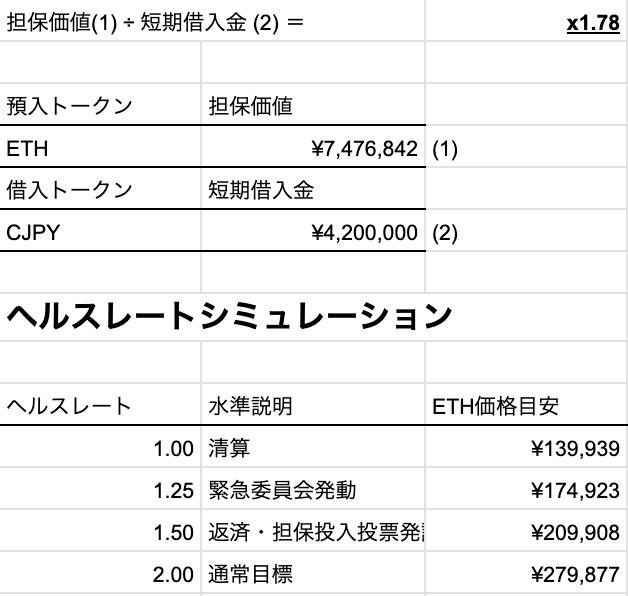 担保価値(1) ÷ 短期借入金 (2) ＝ x1.78
預入トークン 担保価値
ETH ¥7,476,842 (1)
借入トークン 短期借入金
CJPY ¥4,200,000 (2)
ヘルスレートシミュレーション
ヘルスレート 水準説明 ETH価格目安
1.00 清算 ¥139,939
1.25 緊急委員会発動 ¥174,923
1.50 返済・担保投入投票発 ¥209,908
2.00 通常目標 ¥279,877